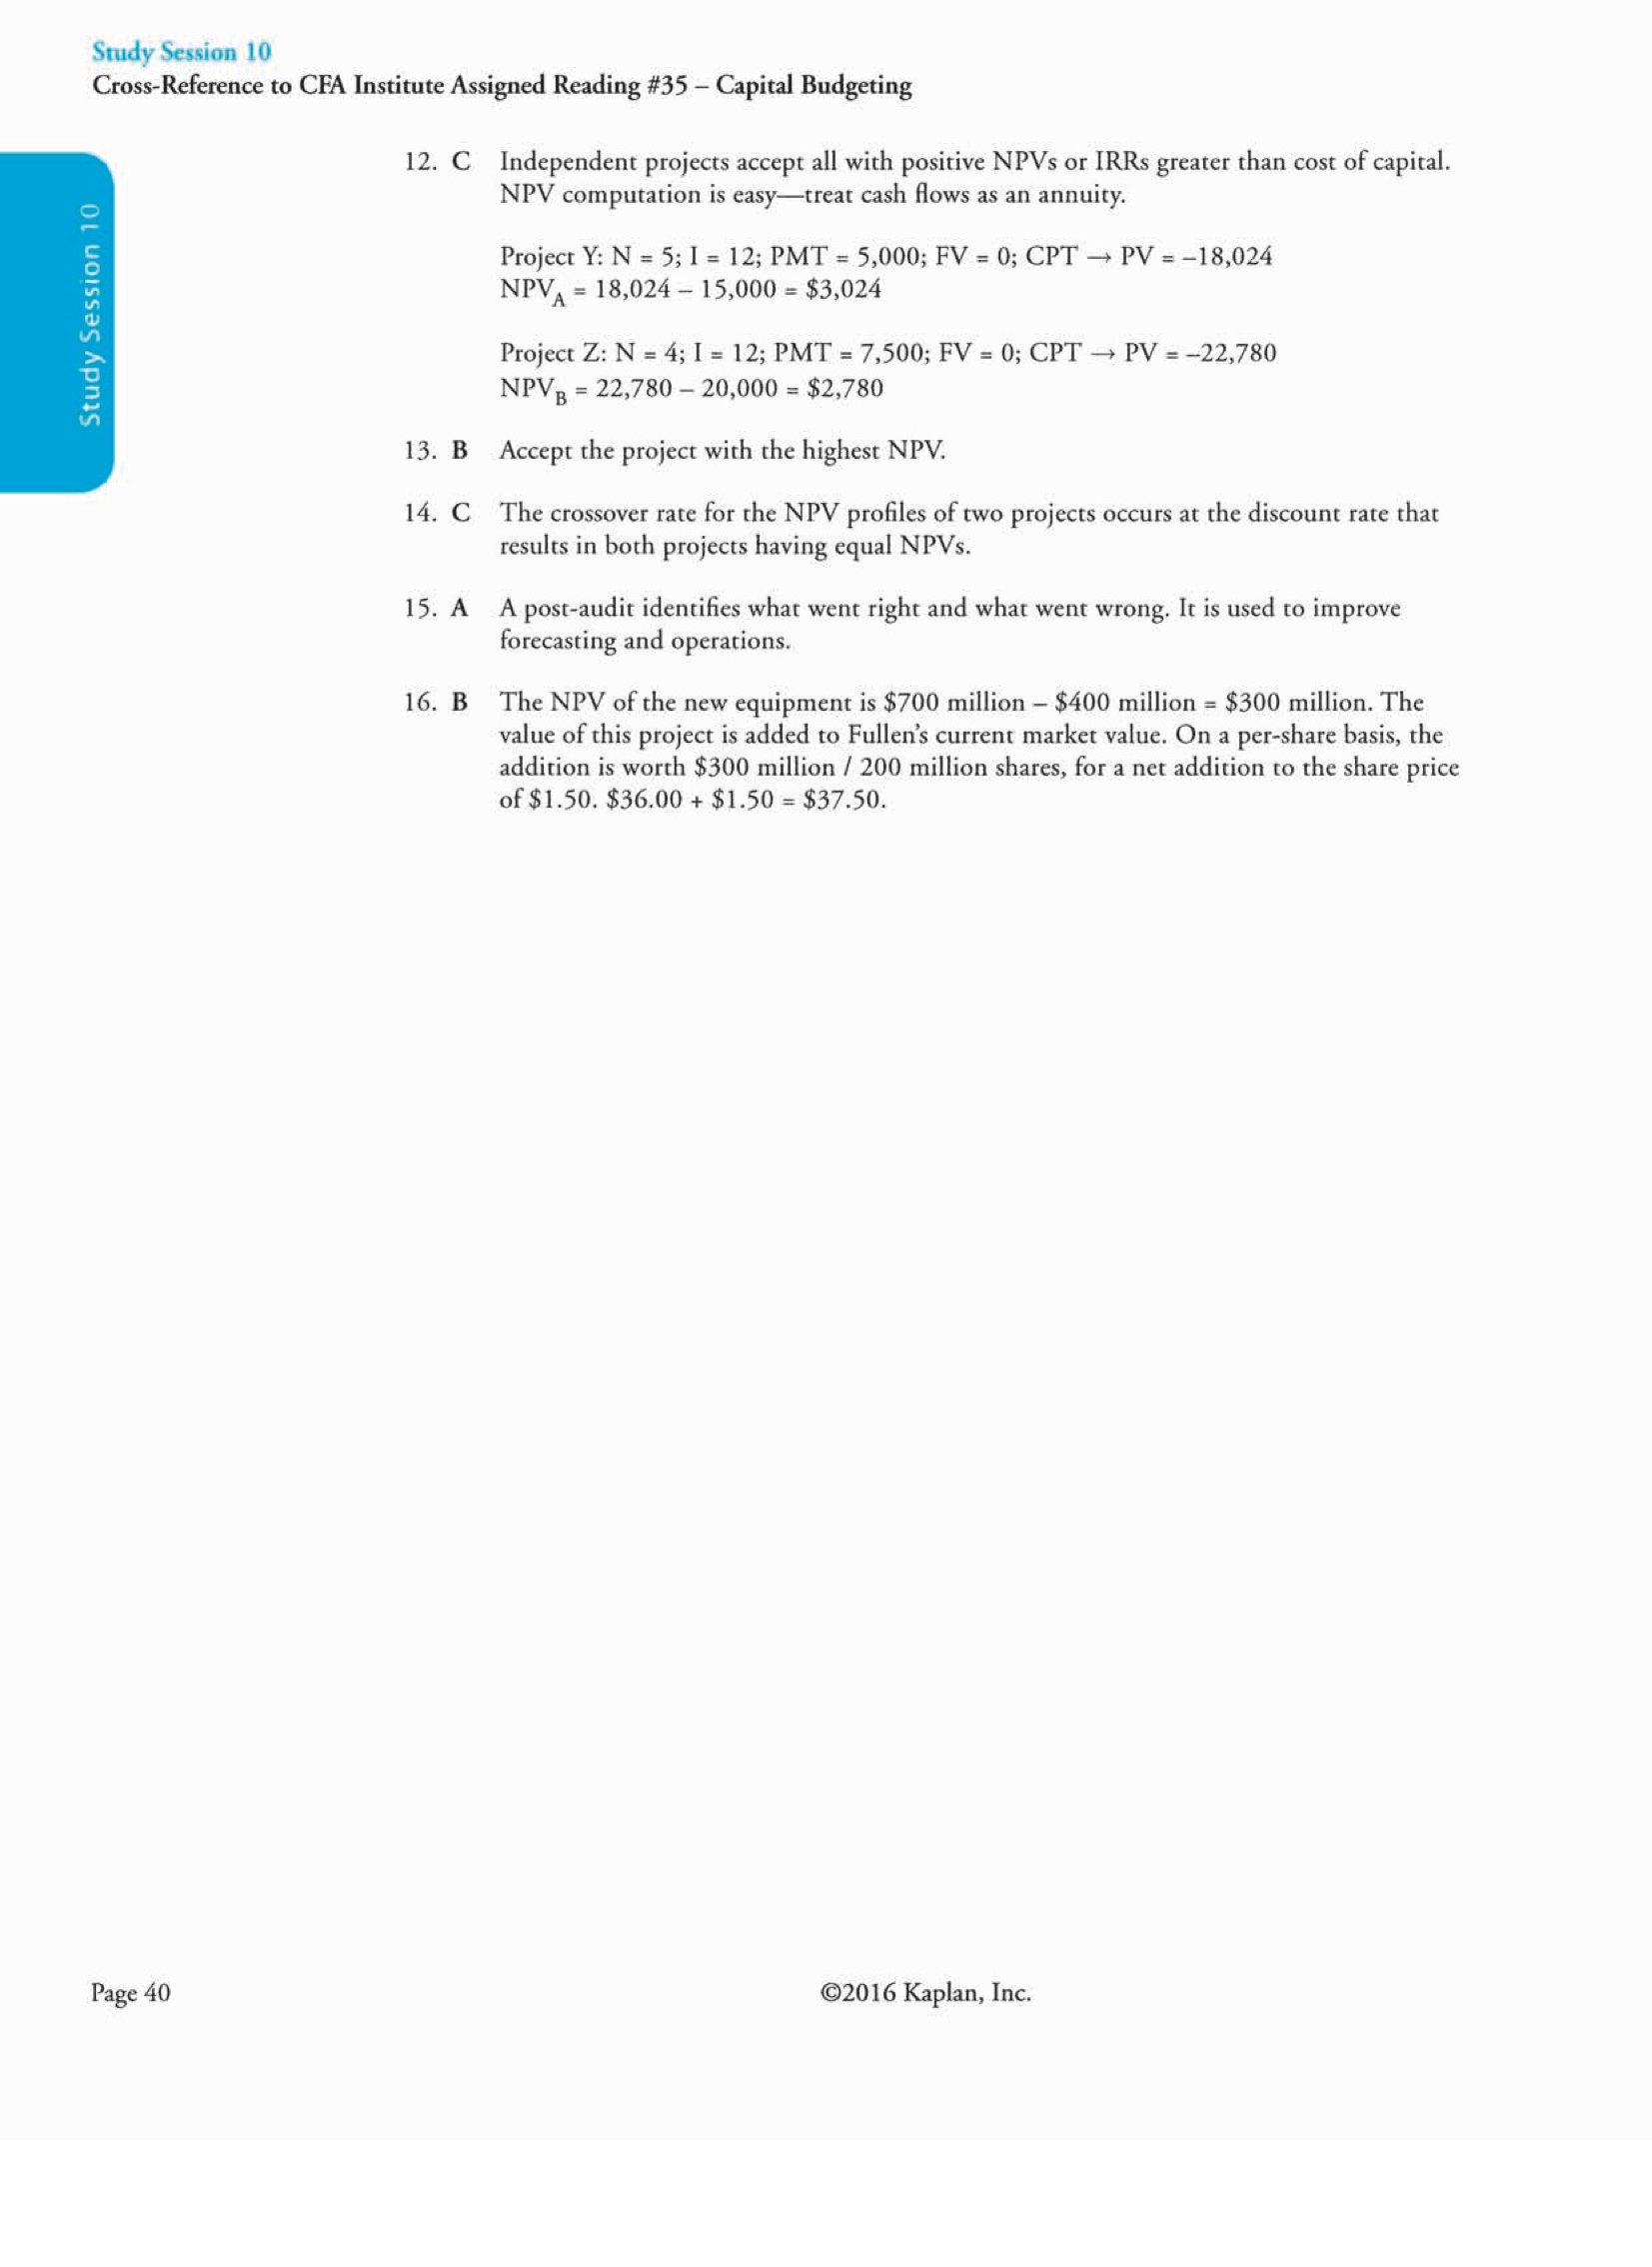 Study Session 10
Cross-Reference to CFA Institute Assigned Reading #35 – Capital Budgeting
Study Session 10
12. C Independent projects accept all with positive NPVs or IRRs greater than cost of capital.
NPV computation is easy—treat cash flows as an annuity.
Project Y: N = 5; I = 12; PMT = 5,000; FV = 0; CPT → PV = –18,024
NPV_A = 18,024 – 15,000 = $3,024
Project Z: N = 4; I = 12; PMT = 7,500; FV = 0; CPT → PV = –22,780
NPV_B = 22,780 – 20,000 = $2,780
13. B Accept the project with the highest NPV.
14. C The crossover rate for the NPV profiles of two projects occurs at the discount rate that
results in both projects having equal NPVs.
15. A A post-audit identifies what went right and what went wrong. It is used to improve
forecasting and operations.
16. B The NPV of the new equipment is $700 million – $400 million = $300 million. The
value of this project is added to Fullen's current market value. On a per-share basis, the
addition is worth $300 million / 200 million shares, for a net addition to the share price
of $1.50. $36.00 + $1.50 = $37.50.
Page 40 ©2016 Kaplan, Inc.